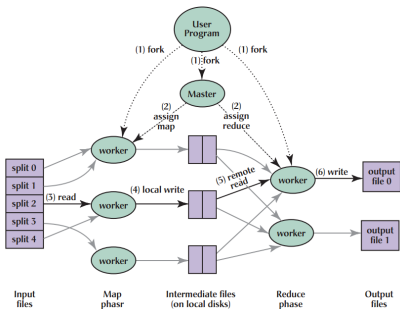 User
Program
(1) fork
(1) fork
(1) fork
Master
(2)
assign
map
(2)
assign
reduce
worker
split 0
split 1
split 2
split 3
split 4
(3) read
worker
(4) local write
(5) remote
read
worker
(6) write
output
file 0
worker
output
file 1
worker
Input
files
Map
phasr
Intermediate files
(on local disks)
Reduce
phase
Output
files